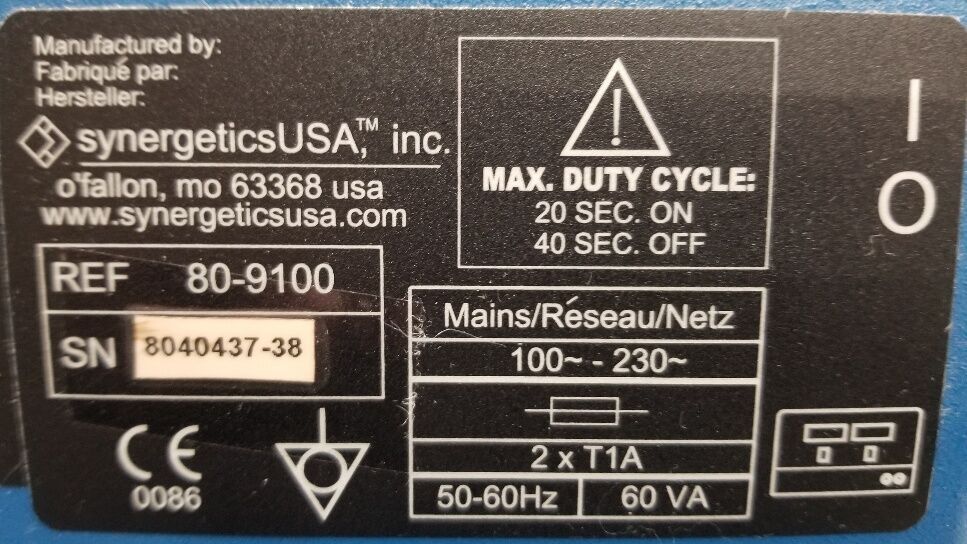 Manufactured by:
Fabriqué par:
Hersteller:
synergeticsUSA,™ inc.
o'fallon, mo 63368 usa
www.synergeticsusa.com
REF 80-9100
SN 8040437-38
CE
0086
MAX. DUTY CYCLE:
20 SEC. ON
40 SEC. OFF
Mains/Réseau/Netz
100~ - 230~
2 x T1A
50-60Hz 60 VA
I
O